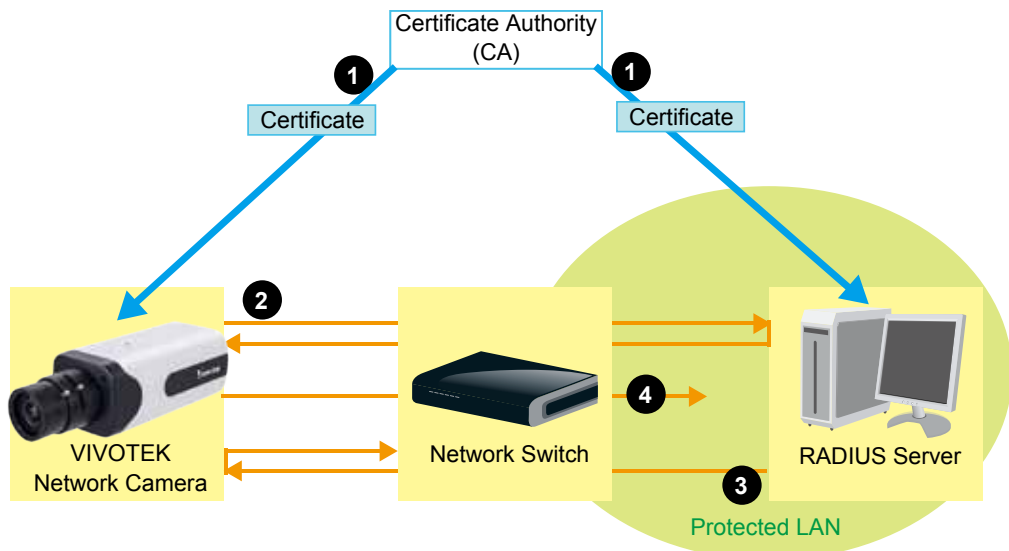 Certificate Authority
(CA)
1
1
Certificate
Certificate
2
4
VIVOTEK
Network Camera
Network Switch
RADIUS Server
3
Protected LAN